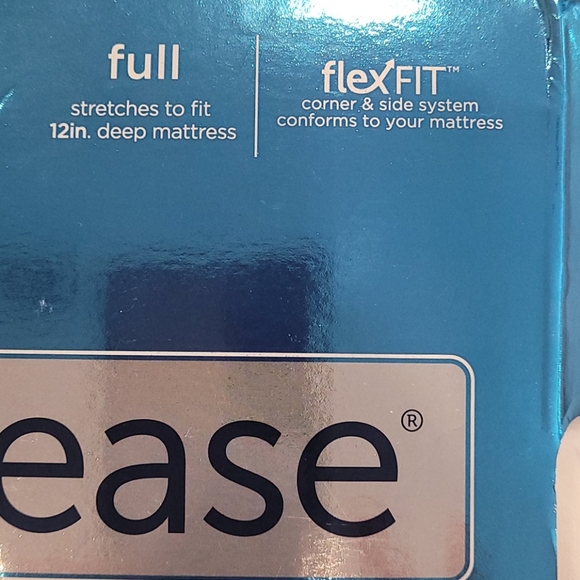 full
stretches to fit
12in. deep mattress
flexFIT™
corner & side system
conforms to your mattress
ease®